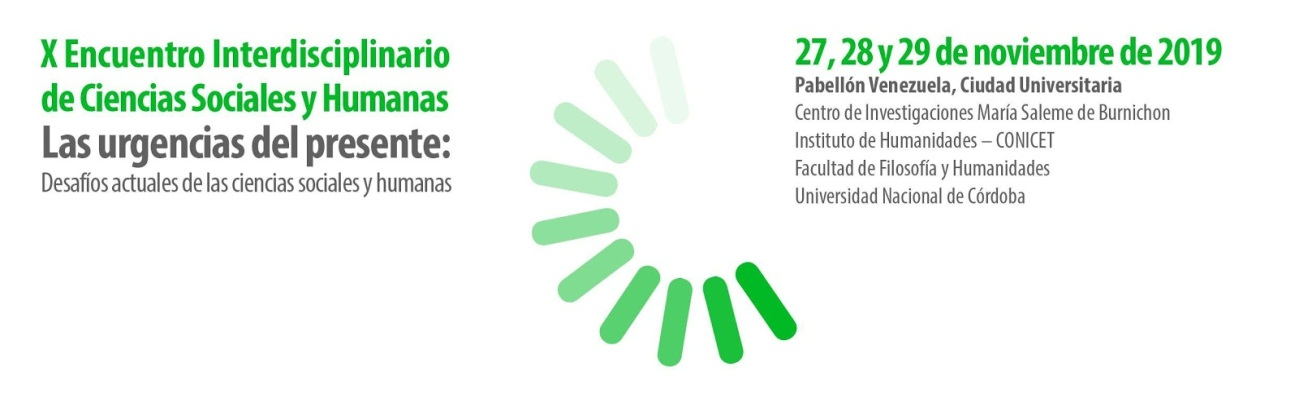 X Encuentro Interdisciplinario
de Ciencias Sociales y Humanas
Las urgencias del presente:
Desafíos actuales de las ciencias sociales y humanas
27, 28 y 29 de noviembre de 2019
Pabellón Venezuela, Ciudad Universitaria
Centro de Investigaciones María Saleme de Burnichon
Instituto de Humanidades – CONICET
Facultad de Filosofía y Humanidades
Universidad Nacional de Córdoba